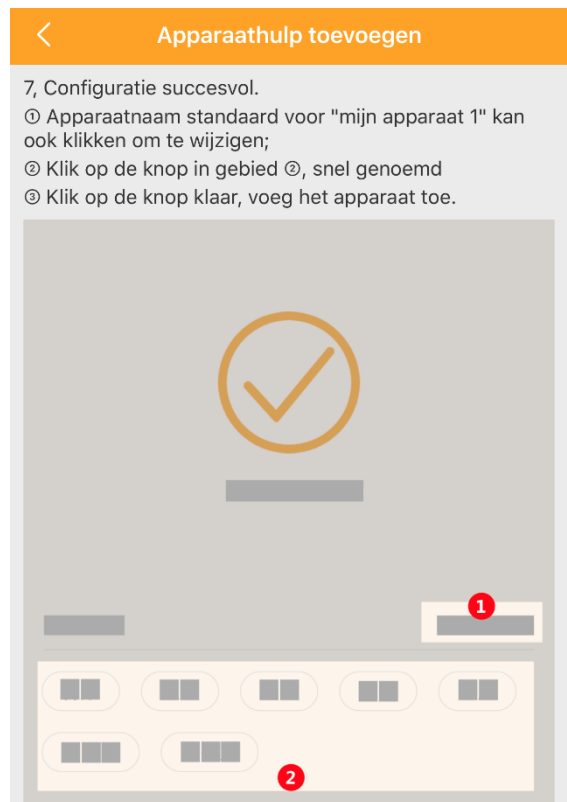 Apparaathulp toevoegen
7, Configuratie succesvol.
① Apparaatnaam standaard voor "mijn apparaat 1" kan
ook klikken om te wijzigen;
② Klik op de knop in gebied ②, snel genoemd
③ Klik op de knop klaar, voeg het apparaat toe.
1
2